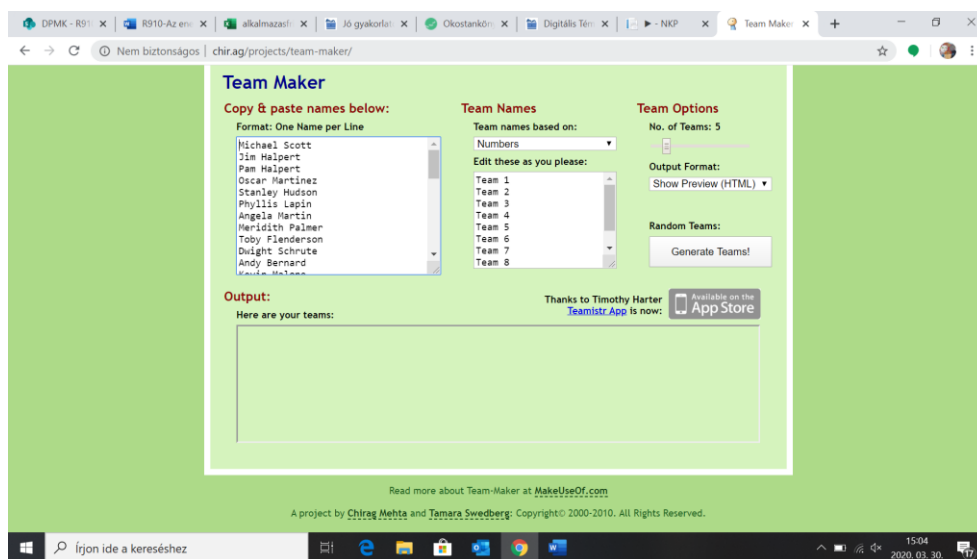 DPMK - R91
R910-Az en
alkalmazasf
Jó gyakorlat
Okostankön
Digitális Tém
- NKP
Team Maker
Nem biztonságos | chir.ag/projects/team-maker/
Team Maker
Copy & paste names below:
Format: One Name per Line
Michael Scott
Jim Halpert
Pam Halpert
Oscar Martinez
Stanley Hudson
Phyllis Lapin
Angela Martin
Meridith Palmer
Toby Flenderson
Dwight Schrute
Andy Bernard
Kevin Malone
Team Names
Team names based on:
Numbers
Edit these as you please:
Team 1
Team 2
Team 3
Team 4
Team 5
Team 6
Team 7
Team 8
Team Options
No. of Teams: 5
Output Format:
Show Preview (HTML)
Random Teams:
Generate Teams!
Output:
Here are your teams:
Thanks to Timothy Harter
Teamistr App is now:
Available on the
App Store
Read more about Team-Maker at MakeUseOf.com
A project by Chirag Mehta and Tamara Swedberg: Copyright© 2000-2010. All Rights Reserved.
Írjon ide a kereséshez
15:04
2020. 03. 30.
17